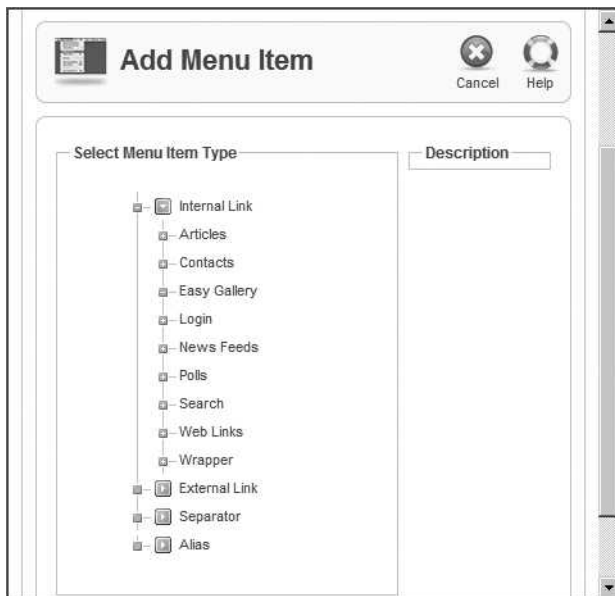 Add Menu Item
Cancel
Help
Select Menu Item Type
Description
Internal Link
Articles
Contacts
Easy Gallery
Login
News Feeds
Polls
Search
Web Links
Wrapper
External Link
Separator
Alias